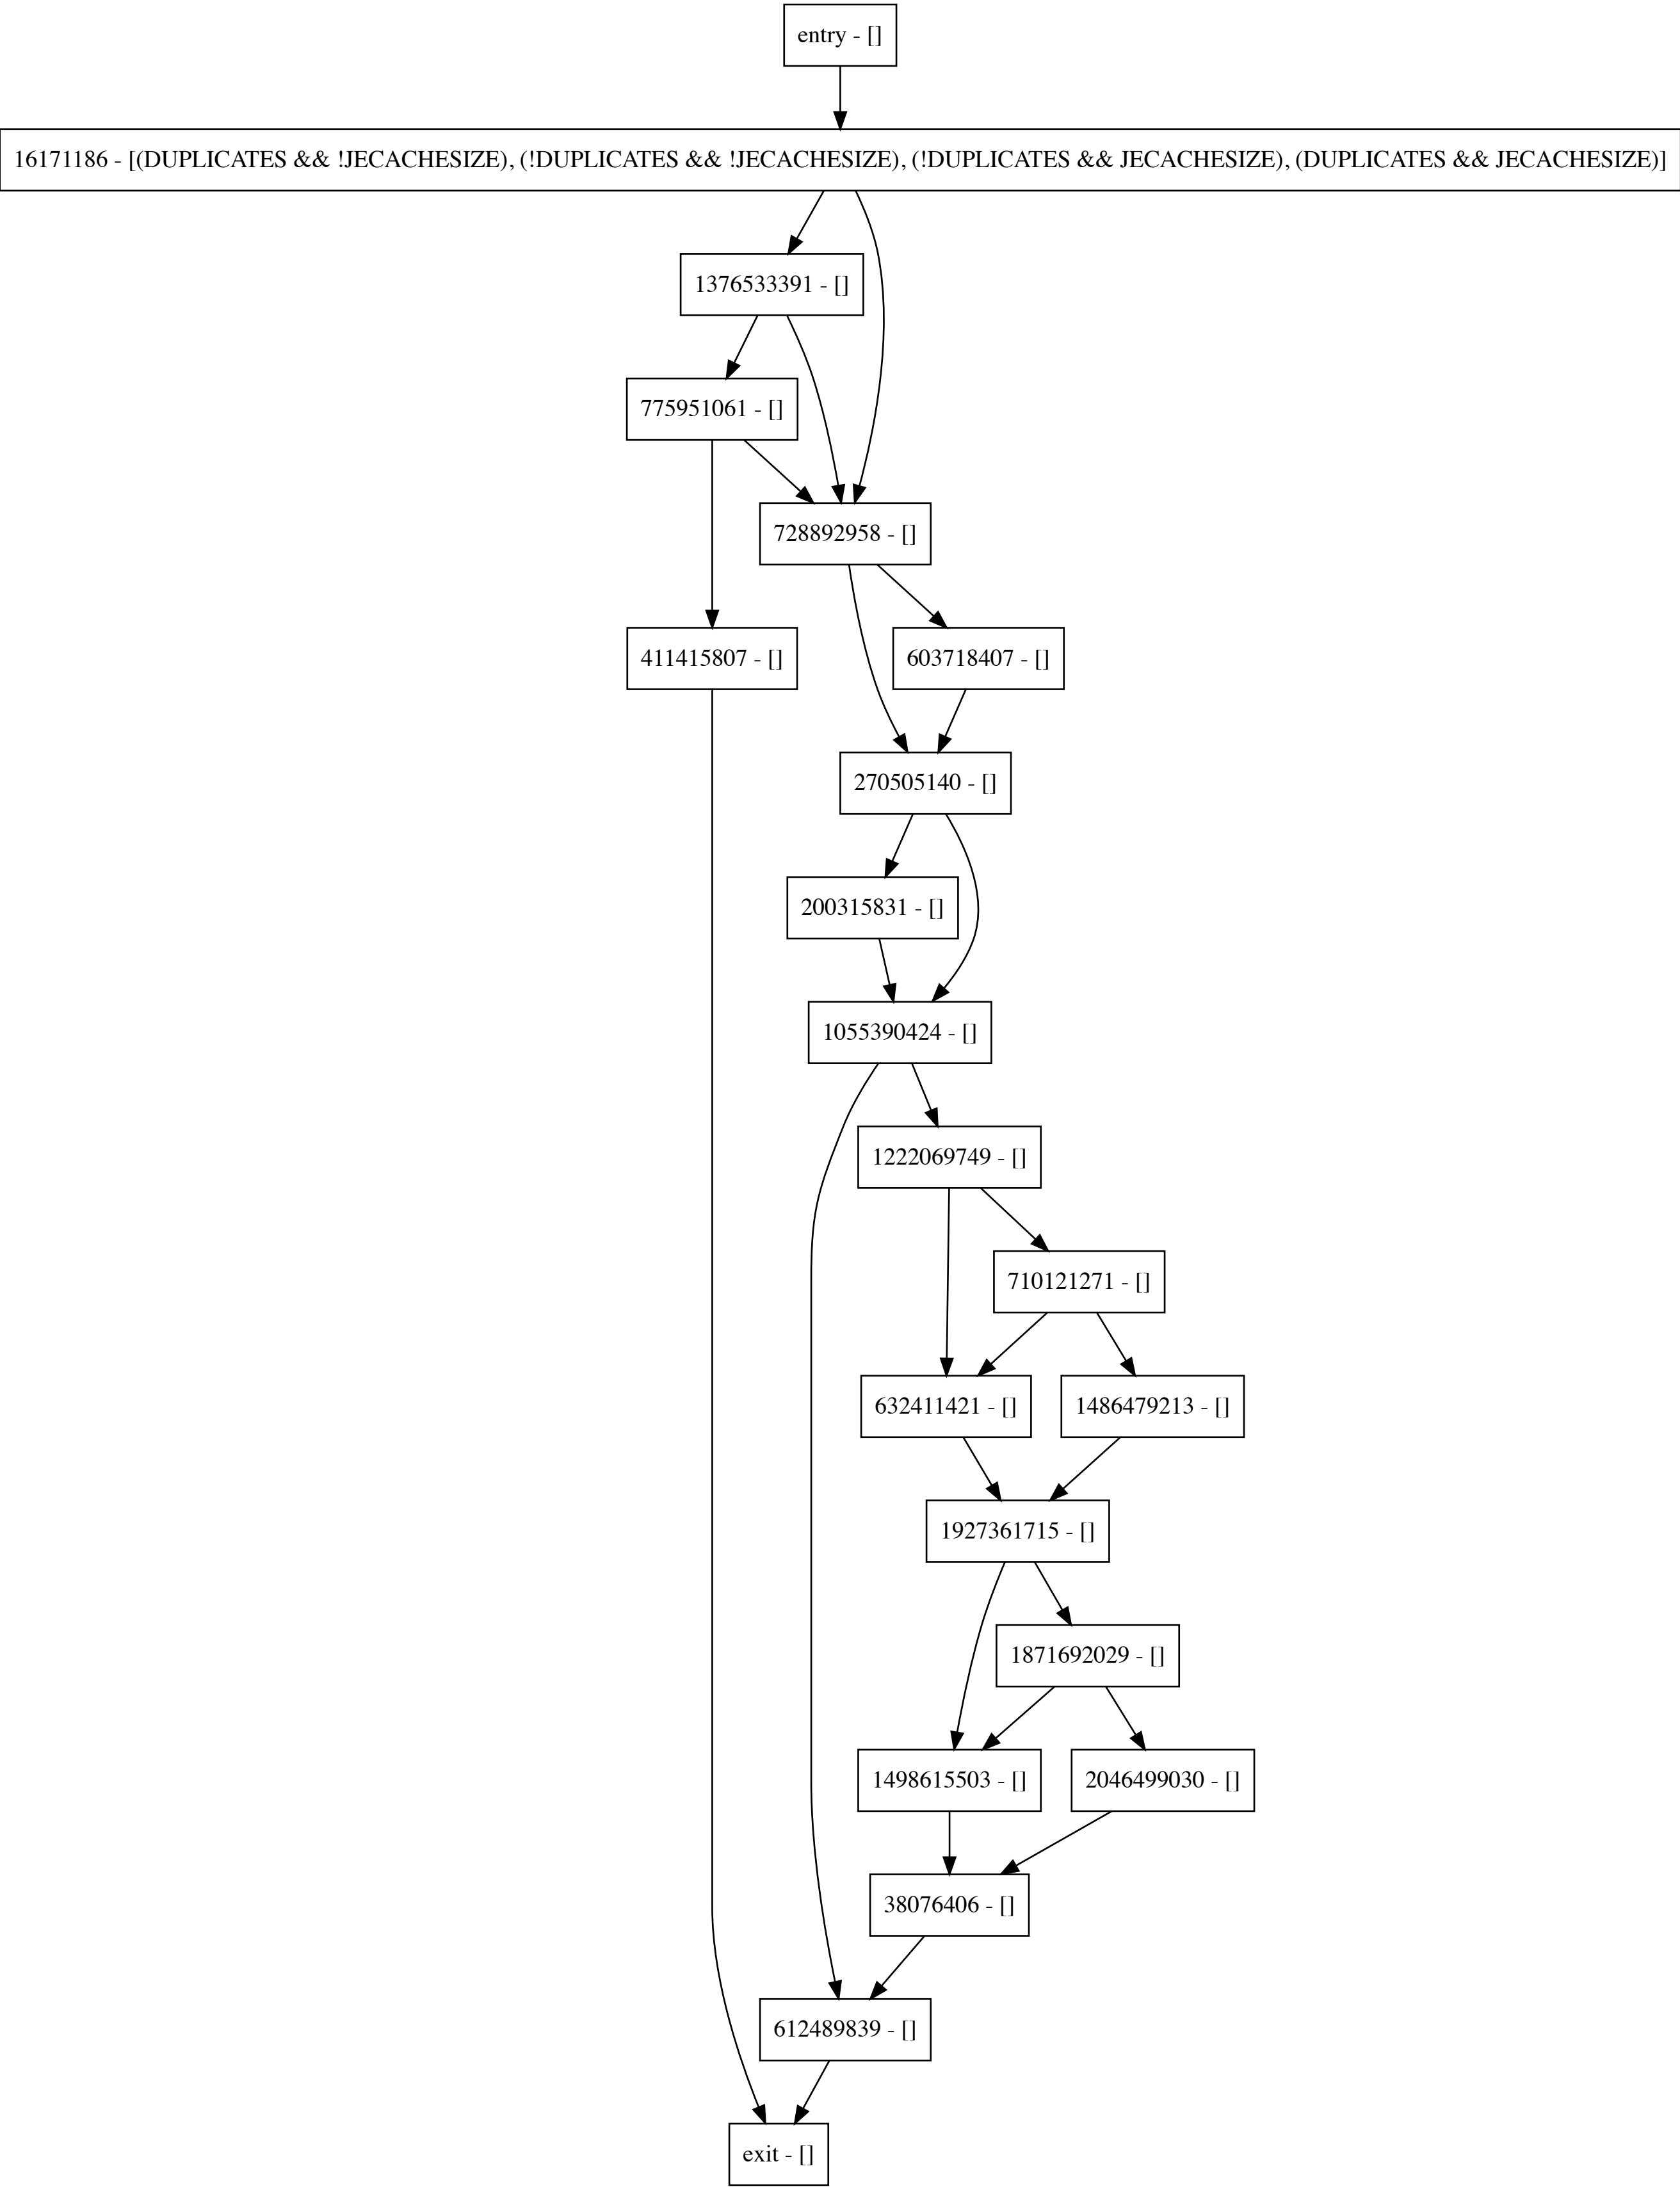 entry - []
16171186 - [(DUPLICATES && !JECACHESIZE), (!DUPLICATES && !JECACHESIZE), (!DUPLICATES && JECACHESIZE), (DUPLICATES && JECACHESIZE)]
1376533391 - []
775951061 - []
728892958 - []
411415807 - []
603718407 - []
270505140 - []
200315831 - []
1055390424 - []
1222069749 - []
710121271 - []
632411421 - []
1486479213 - []
1927361715 - []
1871692029 - []
1498615503 - []
2046499030 - []
38076406 - []
612489839 - []
exit - []